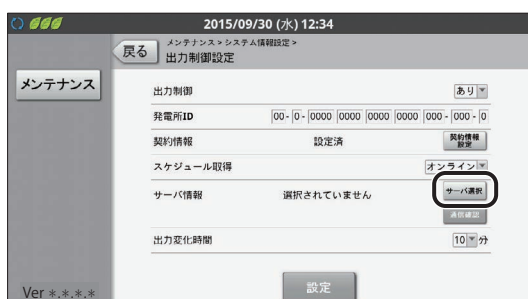 2015/09/30 (水) 12:34
戻る
メンテナンス > システム情報設定 >
出力制御設定
メンテナンス
出力制御 あり
発電所ID 00 - 0 - 0000 0000 0000 0000 000 - 000 - 0
契約情報 設定済 契約情報
設定
スケジュール取得 オンライン
サーバ情報 選択されていません サーバ選択
通信確認
出力変化時間 10 分
設定
Ver *.*.*.*